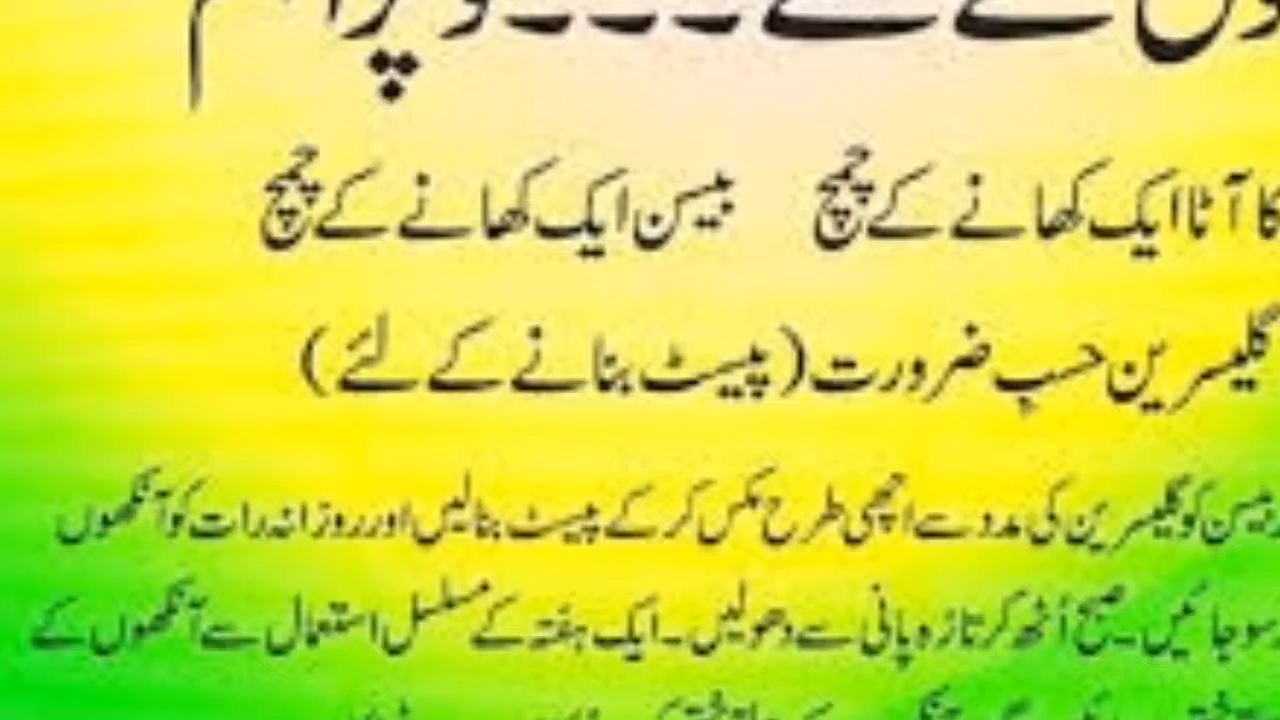 کا آٹا ایک کھانے کے چمچ بیسن ایک کھانے کے چمچ
گلیسرین حسبِ ضرورت (پیسٹ بنانے کے لئے)
بیسن کو گلیسرین کی مدد سے اچھی طرح مکس کر کے پیسٹ بنالیں اور روزانہ رات کو آنکھوں
سو جائیں۔ صبح اُٹھ کر تازہ پانی سے دھولیں۔ ایک ہفتہ کے مسلسل استعمال سے آنکھوں کے